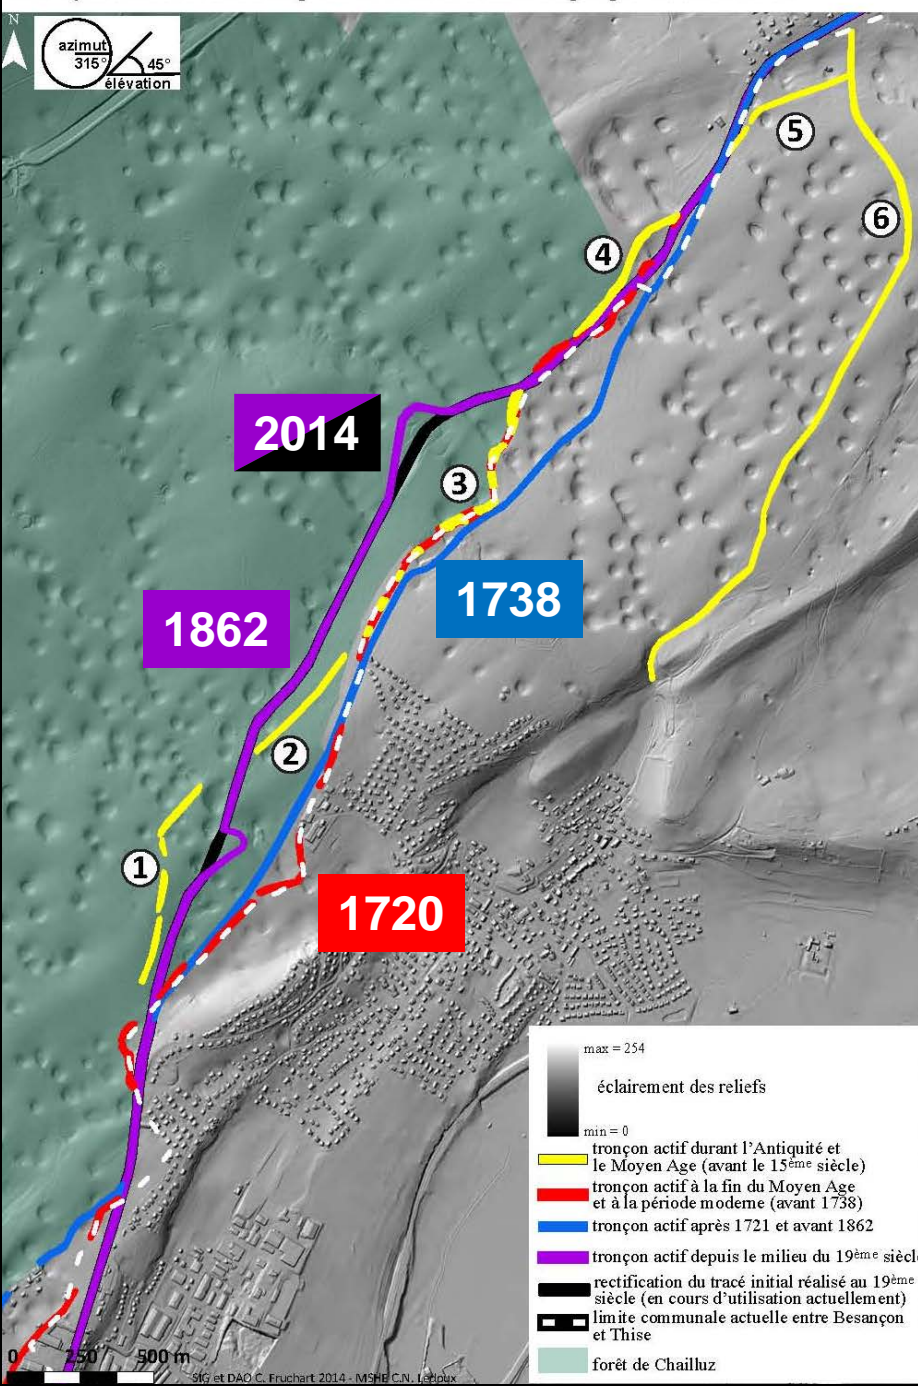 N
azimut
315°
45°
élévation
5
6
4
2014
3
1738
1862
2
1
1720
max = 254
éclairement des reliefs
min = 0
tronçon actif durant l'Antiquité et
le Moyen Age (avant le 15ème siècle)
tronçon actif à la fin du Moyen Age
et à la période moderne (avant 1738)
tronçon actif après 1721 et avant 1862
tronçon actif depuis le milieu du 19ème siècle
rectification du tracé initial réalisé au 19ème
siècle (en cours d'utilisation actuellement)
limite communale actuelle entre Besançon
et Thise
forêt de Chailluz
0 250 500 m
SIG et DAO C. Fruchart 2014 - MSHE C.N. Ledoux